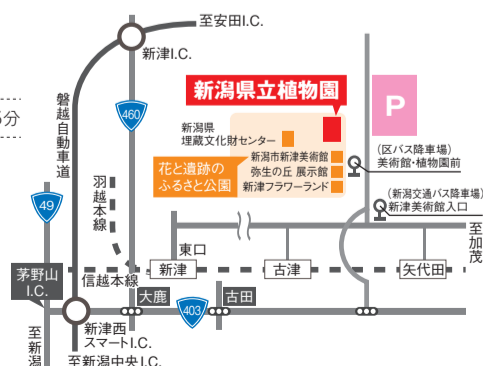 至安田I.C.
新津I.C.
5分
磐越自動車道
460
新潟県立植物園
P
新潟県
埋蔵文化財センター
花と遺跡の
ふるさと公園
新潟市新津美術館
弥生の丘 展示館
新津フラワーランド
(区バス降車場)
美術館・植物園前
(新潟交通バス降車場)
新津美術館入口
羽越本線
49
東口
至加茂
茅野山
I.C.
信越本線
新津
古津
矢代田
大鹿
古田
403
新津西
スマートI.C.
至新潟
至新潟中央I.C.